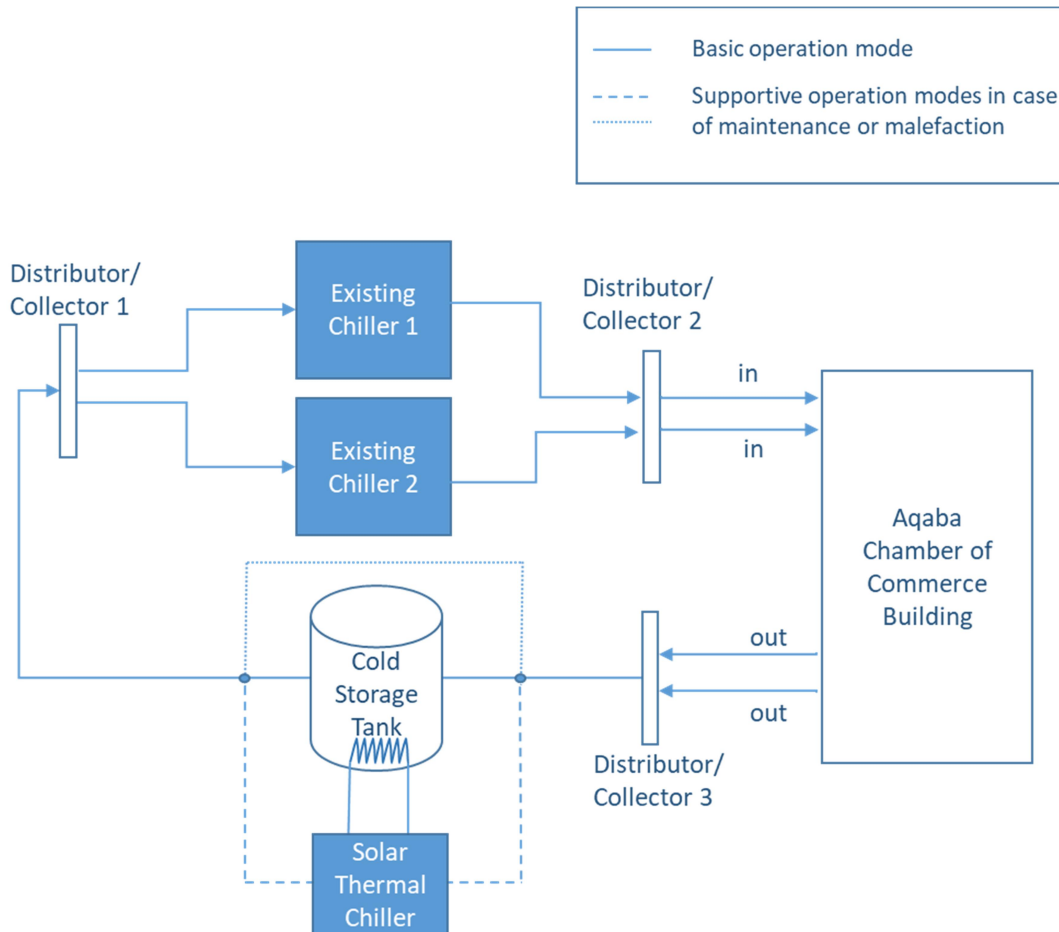 Basic operation mode
Supportive operation modes in case
of maintenance or malefaction
Distributor/
Collector 1
Existing
Chiller 1
Distributor/
Collector 2
in
in
Existing
Chiller 2
Aqaba
Chamber of
Commerce
Building
out
out
Cold
Storage
Tank
Distributor/
Collector 3
Solar
Thermal
Chiller